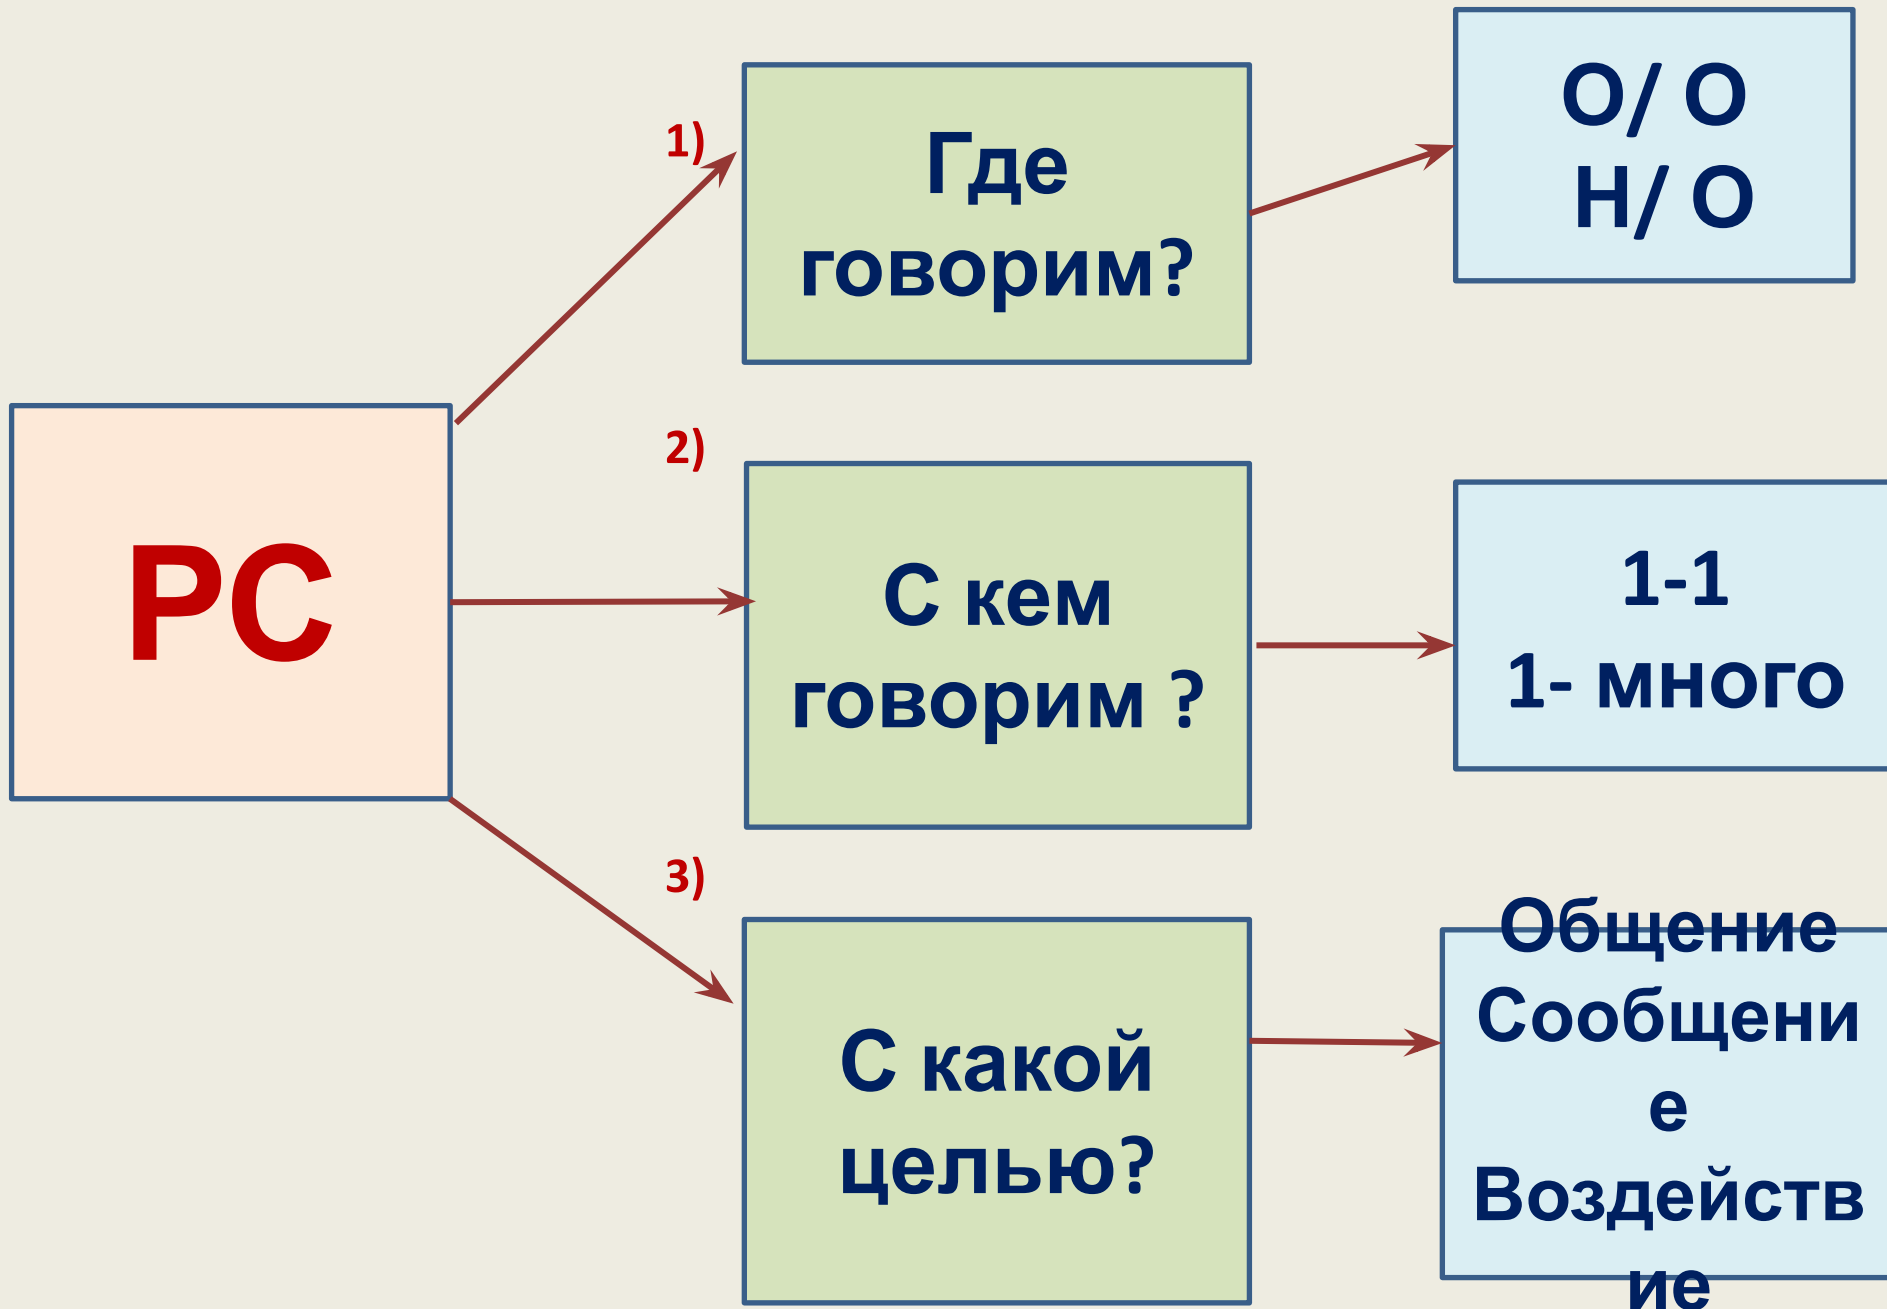 РС
1)
Где
говорим?
О/ О
Н/ О
2)
С кем
говорим ?
1-1
1- много
3)
С какой
целью?
Общение
Сообщени
е
Воздейств
ие